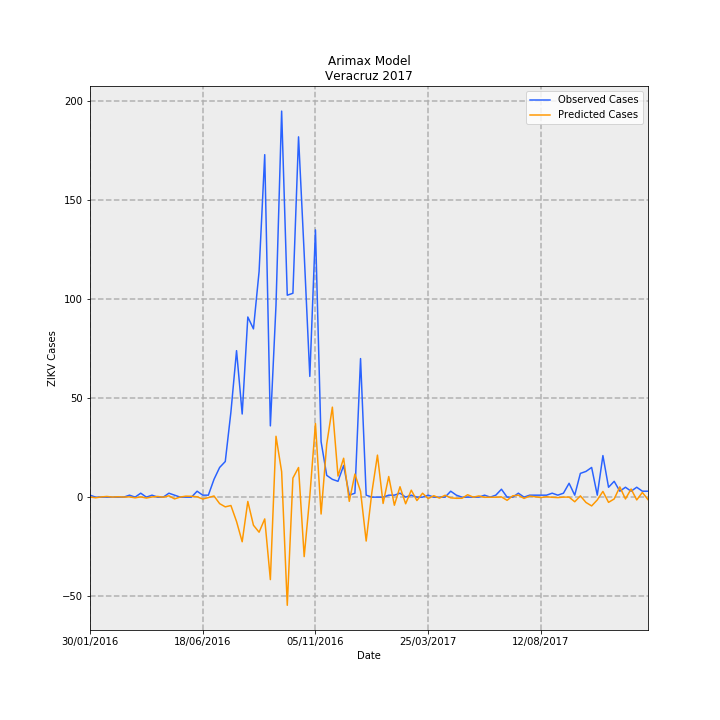 Arimax Model
Veracruz 2017
Observed Cases
Predicted Cases
200
150
100
50
0
−50
ZIKV Cases
30/01/2016
18/06/2016
05/11/2016
25/03/2017
12/08/2017
Date